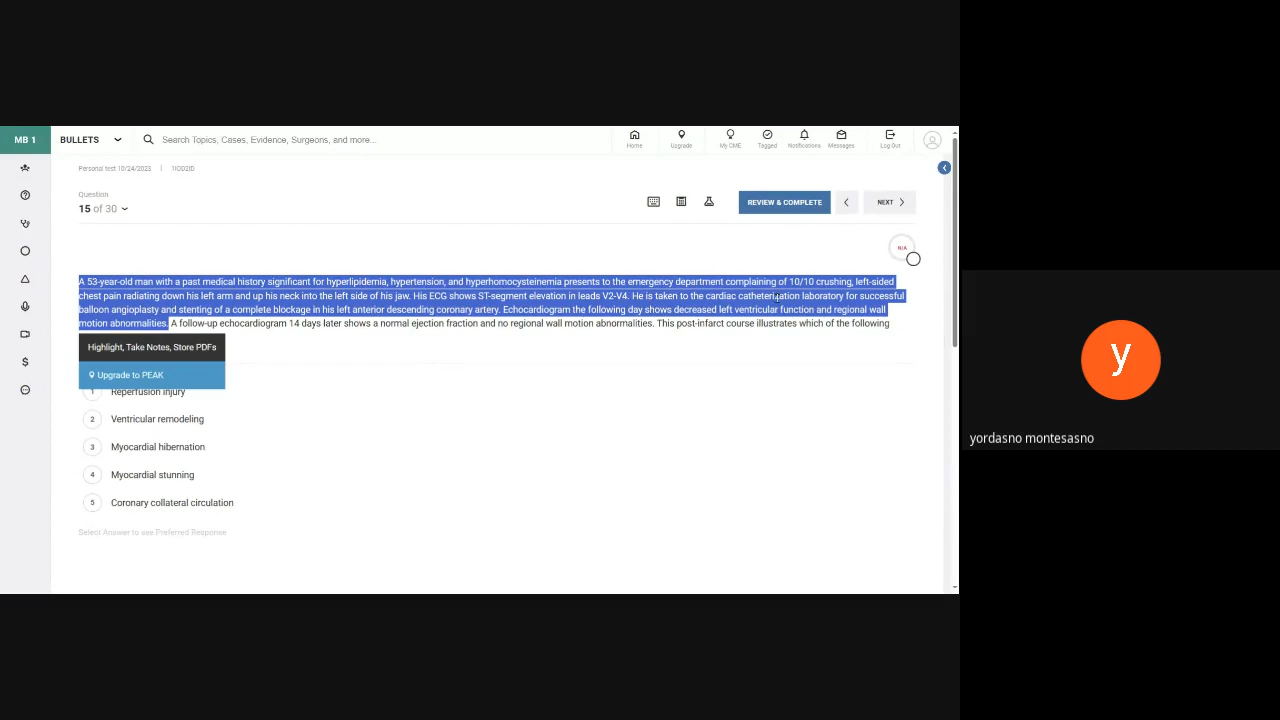 MB 1
BULLETS
Search Topics, Cases, Evidence, Surgeons, and more...
Home
Upgrade
My CME
Tagged
Notifications
Messages
Log Out
Personal test 10/24/2023
Question
15 of 30
REVIEW & COMPLETE
NEXT
N/A
A 53-year-old man with a past medical history significant for hyperlipidemia, hypertension, and hyperhomocysteinemia presents to the emergency department complaining of 10/10 crushing, left-sided
chest pain radiating down his left arm and up his neck into the left side of his jaw. His ECG shows ST-segment elevation in leads V2-V4. He is taken to the cardiac catheterization laboratory for successful
balloon angioplasty and stenting of a complete blockage in his left anterior descending coronary artery. Echocardiogram the following day shows decreased left ventricular function and regional wall
motion abnormalities. A follow-up echocardiogram 14 days later shows a normal ejection fraction and no regional wall motion abnormalities. This post-infarct course illustrates which of the following
Highlight, Take Notes, Store PDFs
Upgrade to PEAK
1 Reperfusion injury
2 Ventricular remodeling
3 Myocardial hibernation
4 Myocardial stunning
5 Coronary collateral circulation
Select Answer to see Preferred Response
y
yordasno montesasno